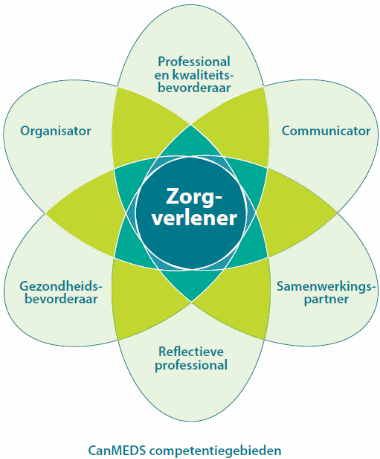 Professional
en kwaliteits-
bevorderaar
Organisator
Communicator
Zorg-
verlener
Gezondheids-
bevorderaar
Samenwerkings-
partner
Reflectieve
professional
CanMEDS competentiegebieden